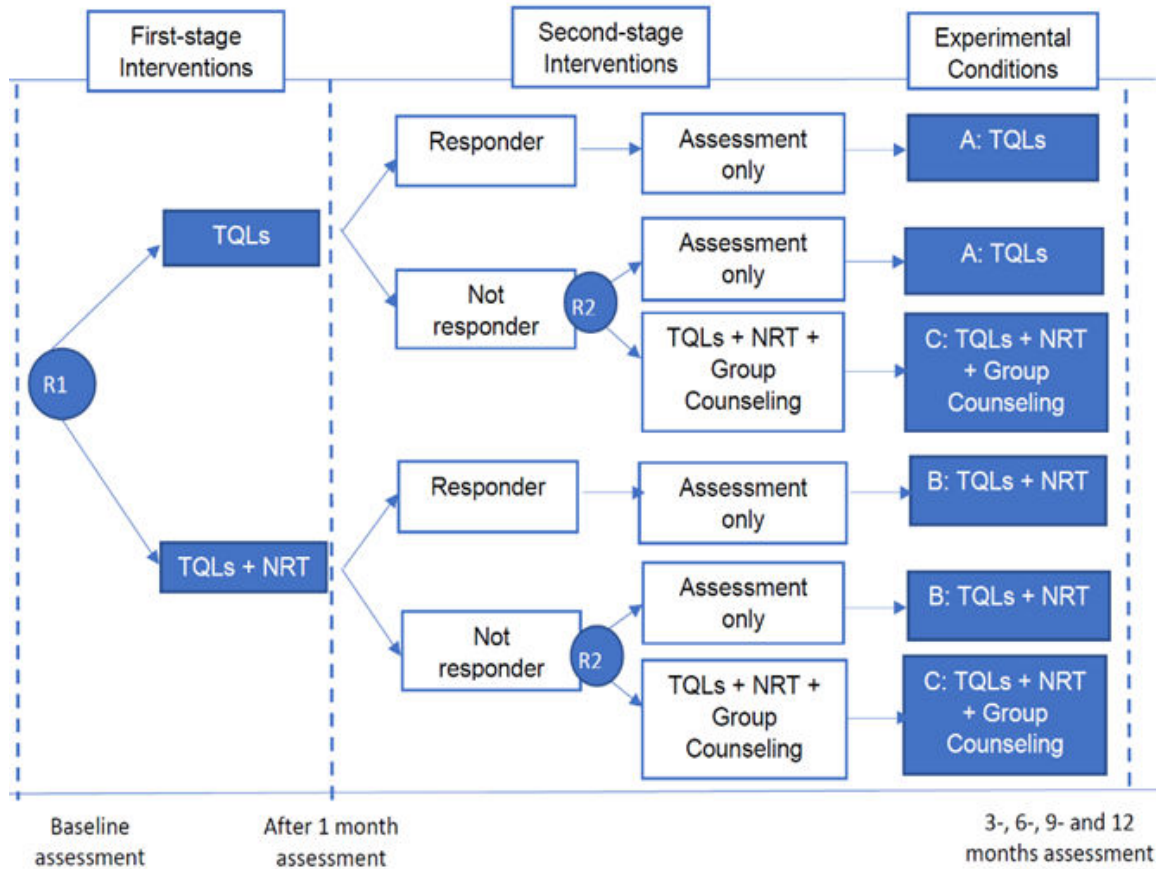 First-stage
Interventions
Second-stage
Interventions
Experimental
Conditions
R1
TQLs
Responder
Assessment
only
A: TQLs
Not
responder
R2
Assessment
only
A: TQLs
TQLs + NRT +
Group
Counseling
C: TQLs + NRT
+ Group
Counseling
TQLs + NRT
Responder
Assessment
only
B: TQLs + NRT
Not
responder
R2
Assessment
only
B: TQLs + NRT
TQLs + NRT +
Group
Counseling
C: TQLs + NRT
+ Group
Counseling
Baseline
assessment
After 1 month
assessment
3-, 6-, 9- and 12
months assessment